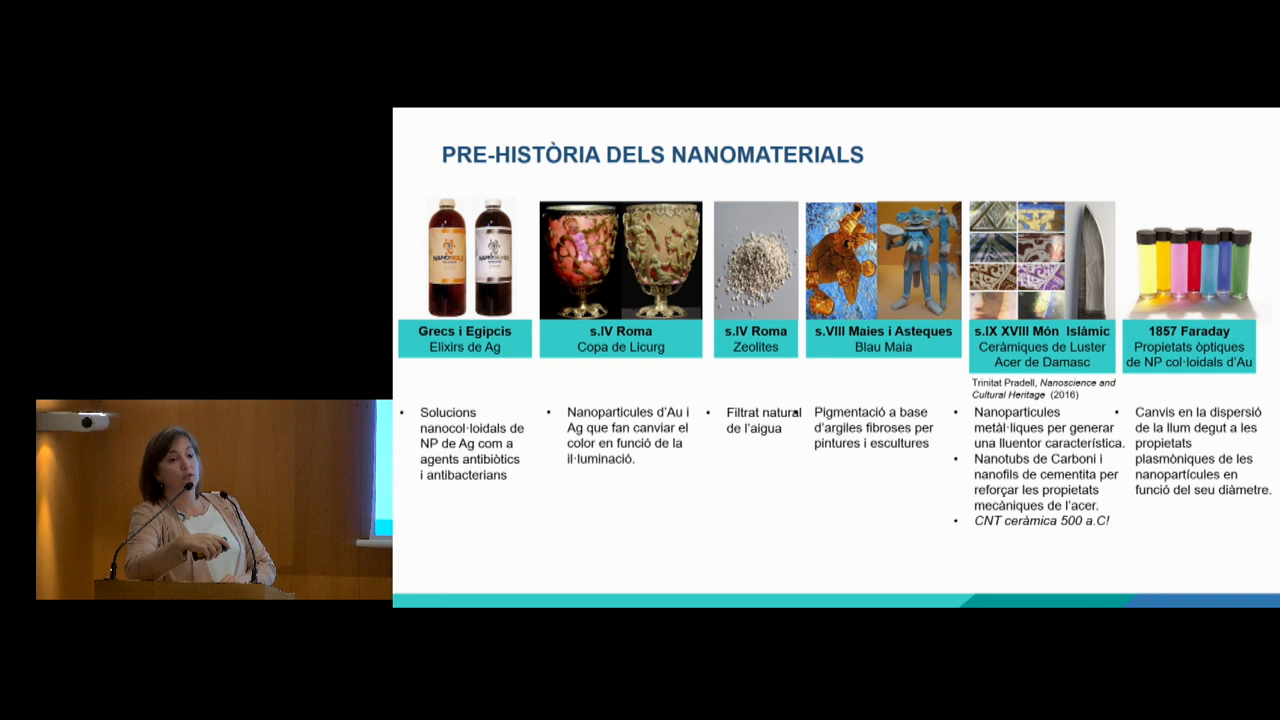 PRE-HISTÒRIA DELS NANOMATERIALS
NANOGOLD
Grecs i Egipcis
Elixirs de Ag
s.IV Roma
Copa de Licurg
s.IV Roma
Zeolites
s.VIII Maies i Asteques
Blau Maia
s.IX XVIII Món Islàmic
Ceràmiques de Luster
Acer de Damasc
1857 Faraday
Propietats òptiques
de NP col·loidals d'Au
Trinitat Pradell, Nanoscience and
Cultural Heritage (2016)
• Solucions
nanocol·loidals de
NP de Ag com a
agents antibiòtics
i antibacterians
• Nanoparticules d'Au i
Ag que fan canviar el
color en funció de la
il·luminació.
• Filtrat natural
de l'aigua
• Pigmentació a base
d'argiles fibroses per
pintures i escultures
• Nanoparticules
metàl·liques per generar
una lluentor característica.
• Nanotubs de Carboni i
nanofils de cementita per
reforçar les propietats
mecàniques de l'acer.
• CNT ceràmica 500 a.C!
• Canvis en la dispersió
de la llum degut a les
propietats
plasmòniques de les
nanopartícules en
funció del seu diàmetre.